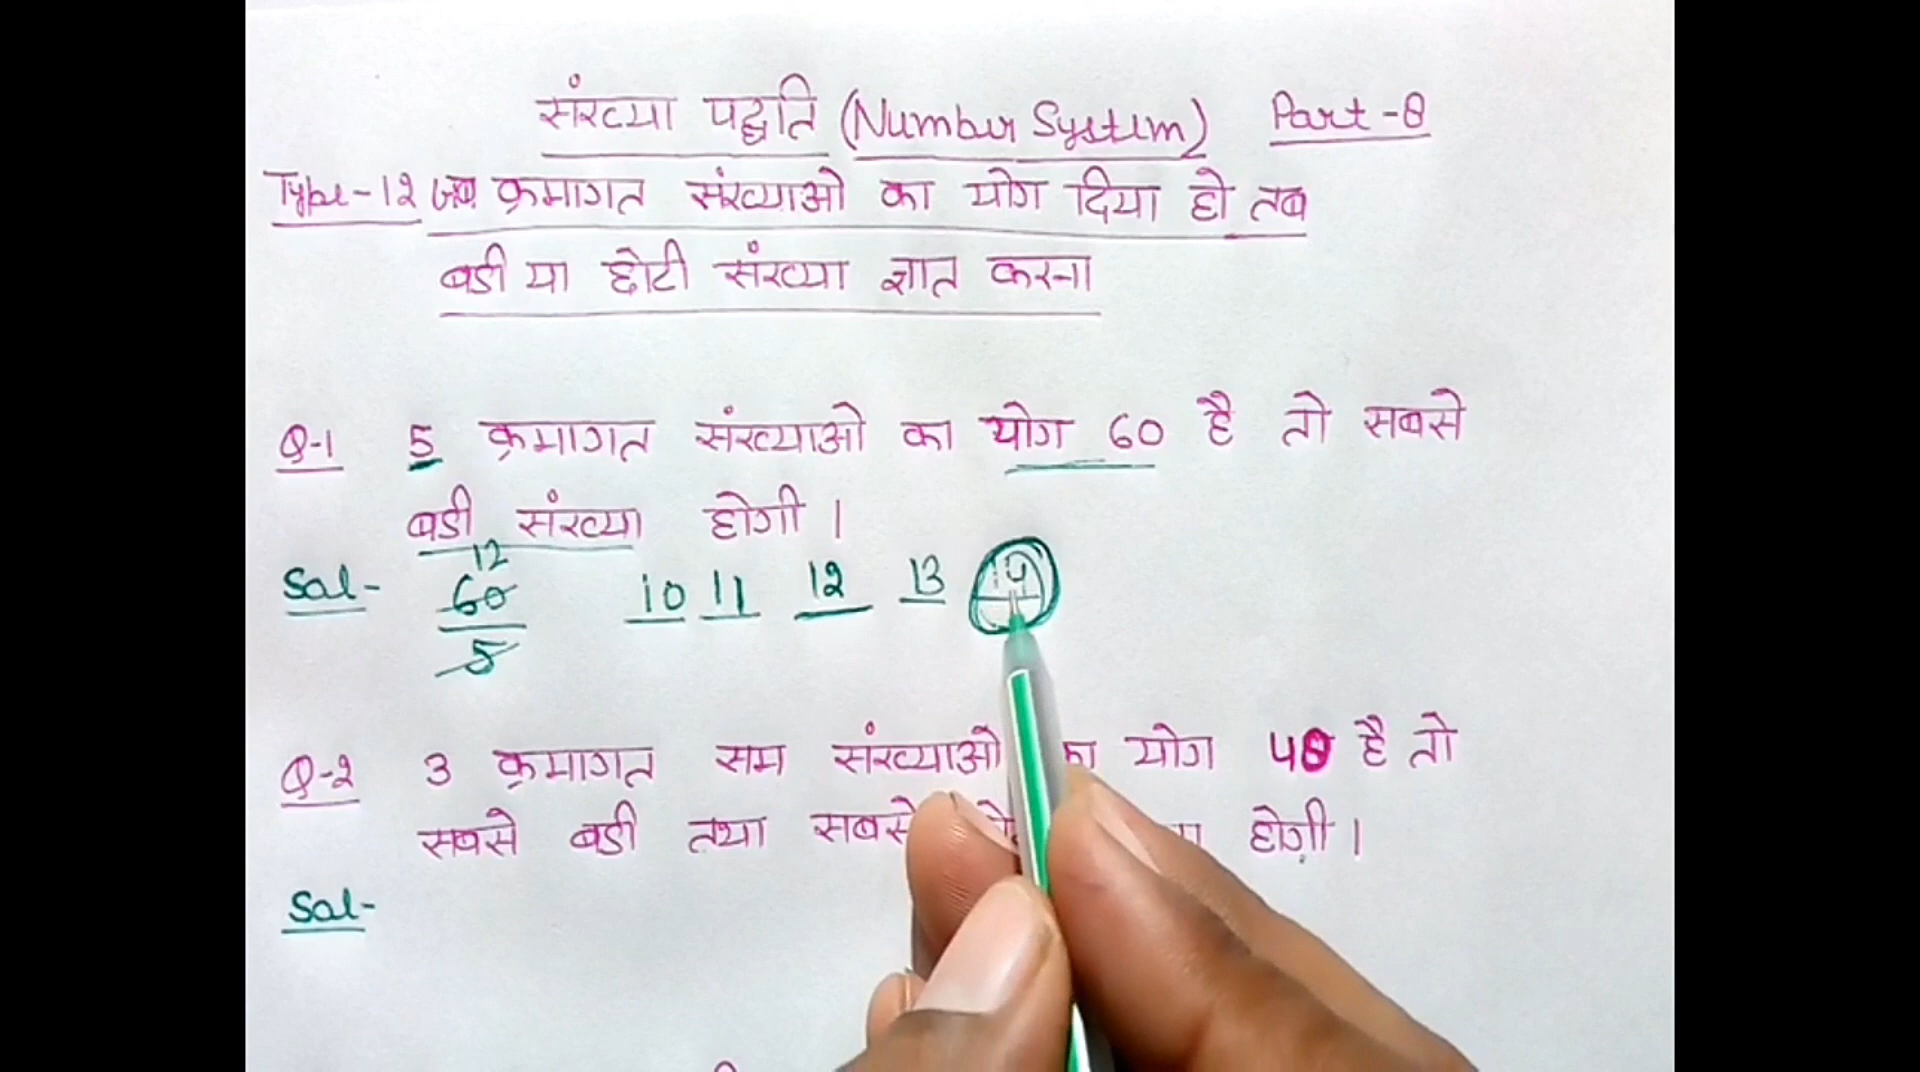 संख्या पद्धति (Number System) Part-8
Type-12 जब क्रमागत संख्याओ का योग दिया हो तब
बडी या छोटी संख्या ज्ञात करना
Q-1 5 क्रमागत संख्याओ का योग 60 है तो सबसे
बडी संख्या होगी।
Sol- 12
60
5
10 11 12 13 14
Q-2 3 क्रमागत सम संख्याओ का योग 48 है तो
सबसे बडी तथा सबसे होगी।
Sol-